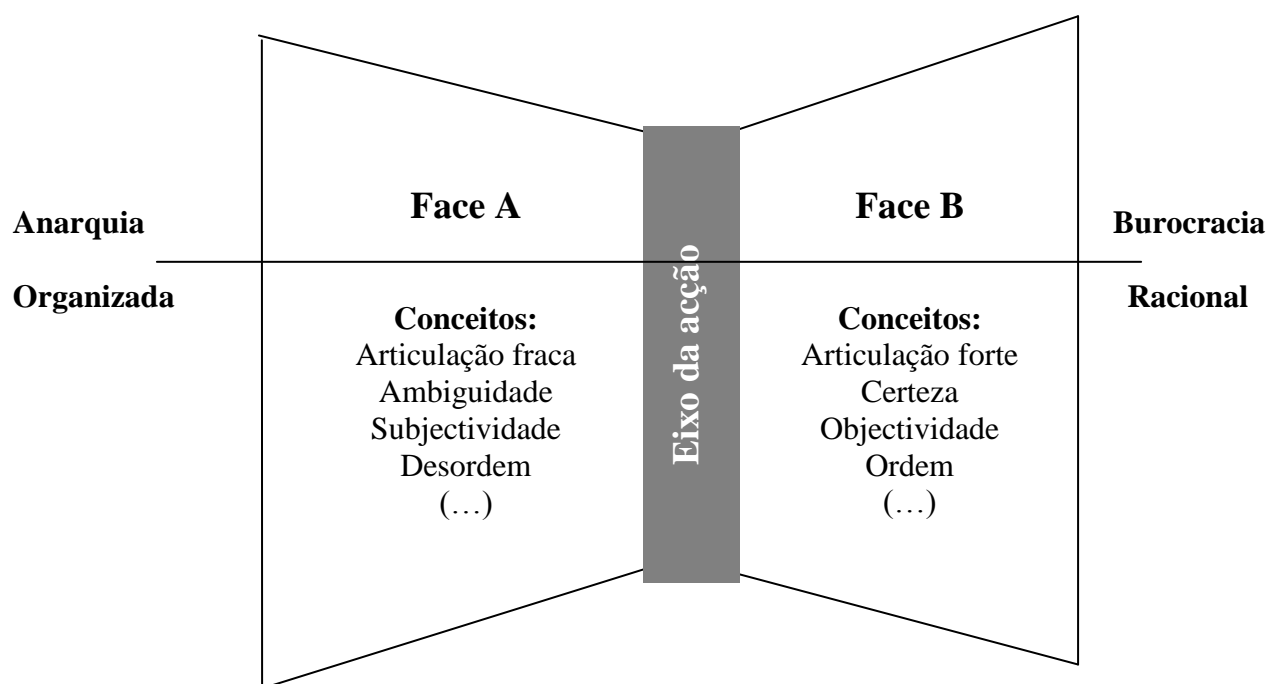 Anarquia
Organizada
Face A
Conceitos:
Articulação fraca
Ambiguidade
Subjectividade
Desordem
(…)
Eixo da acção
Face B
Conceitos:
Articulação forte
Certeza
Objectividade
Ordem
(…)
Burocracia
Racional